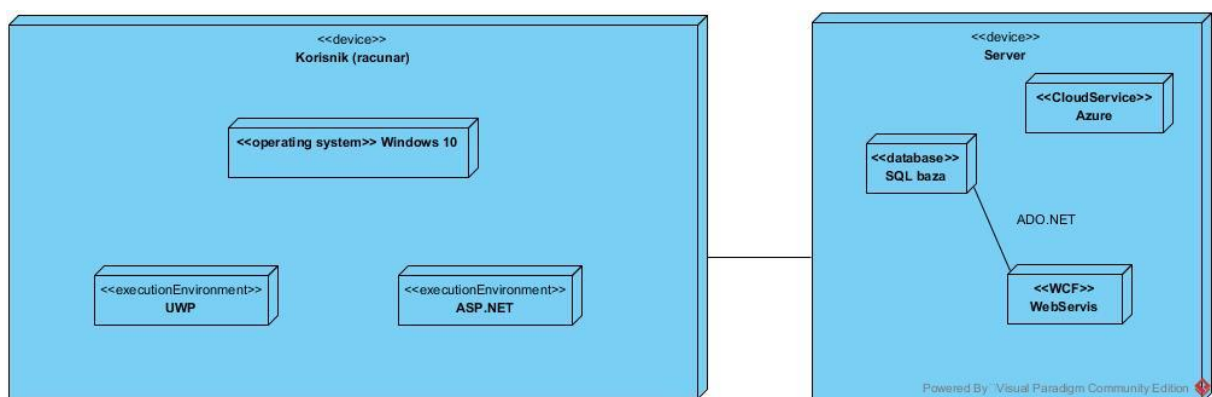 <<device>>
Korisnik (racunar)
<<operating system>> Windows 10
<<executionEnvironment>>
UWP
<<executionEnvironment>>
ASP.NET
<<device>>
Server
<<CloudService>>
Azure
<<database>>
SQL baza
ADO.NET
<<WCF>>
WebServis
Powered By Visual Paradigm Community Edition